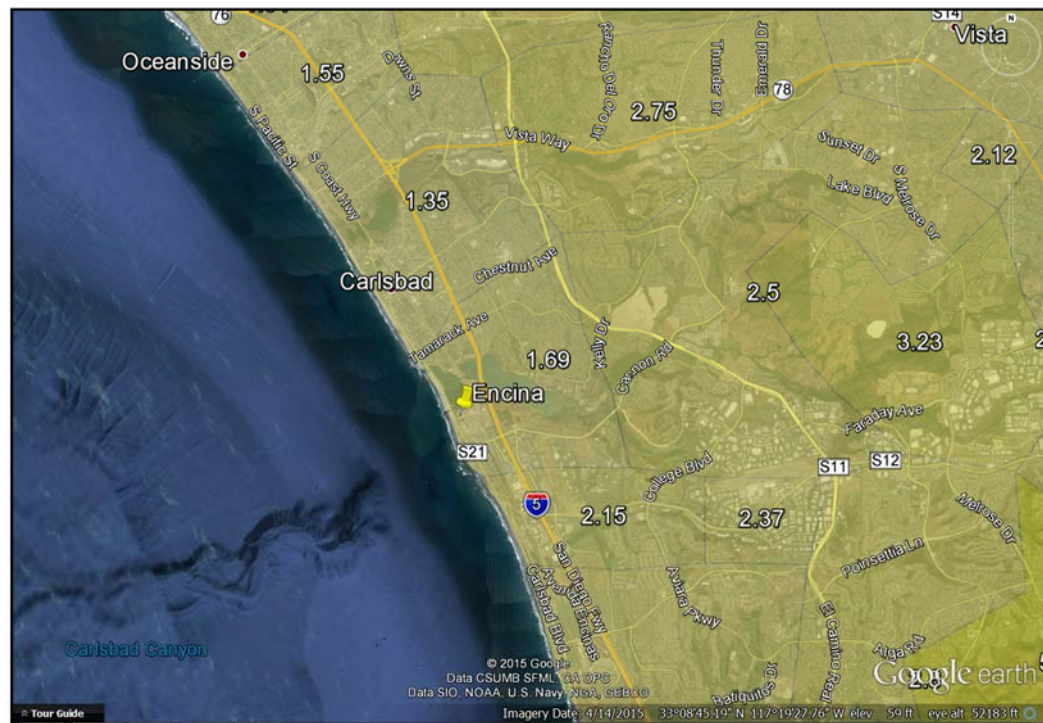 76
S14
N
Vista
Oceanside
1.55
Downs St
Rancho Del Oro Dr
Thunder Dr
Emerald Dr
78
2.75
S Pacific St
Vista Way
Sunset Dr
2.12
S Coast Hwy
Lake Blvd
S Melrose Dr
1.35
Chestnut Ave
Carlsbad
2.5
Tamarack Ave
1.69
Kelly Dr
Cannon Rd
3.23
Encina
Faraday Ave
S21
S11
S12
College Blvd
5
2.15
2.37
Melrose Dr
San Diego Fwy
Avenida Encinas
Carlsbad Blvd
Poinsettia Ln
Aviara Pkwy
El Camino Real
Alga Rd
Carlsbad Canyon
Batiquitos Dr
© 2015 Google
Data CSUMB SFML, CA OPC
Data SIO, NOAA, U.S. Navy, NGA, GEBCO
Google earth
Tour Guide
Imagery Date: 4/14/2015 33°08'45.19" N 117°19'27.76" W elev 59 ft eye alt 52183 ft